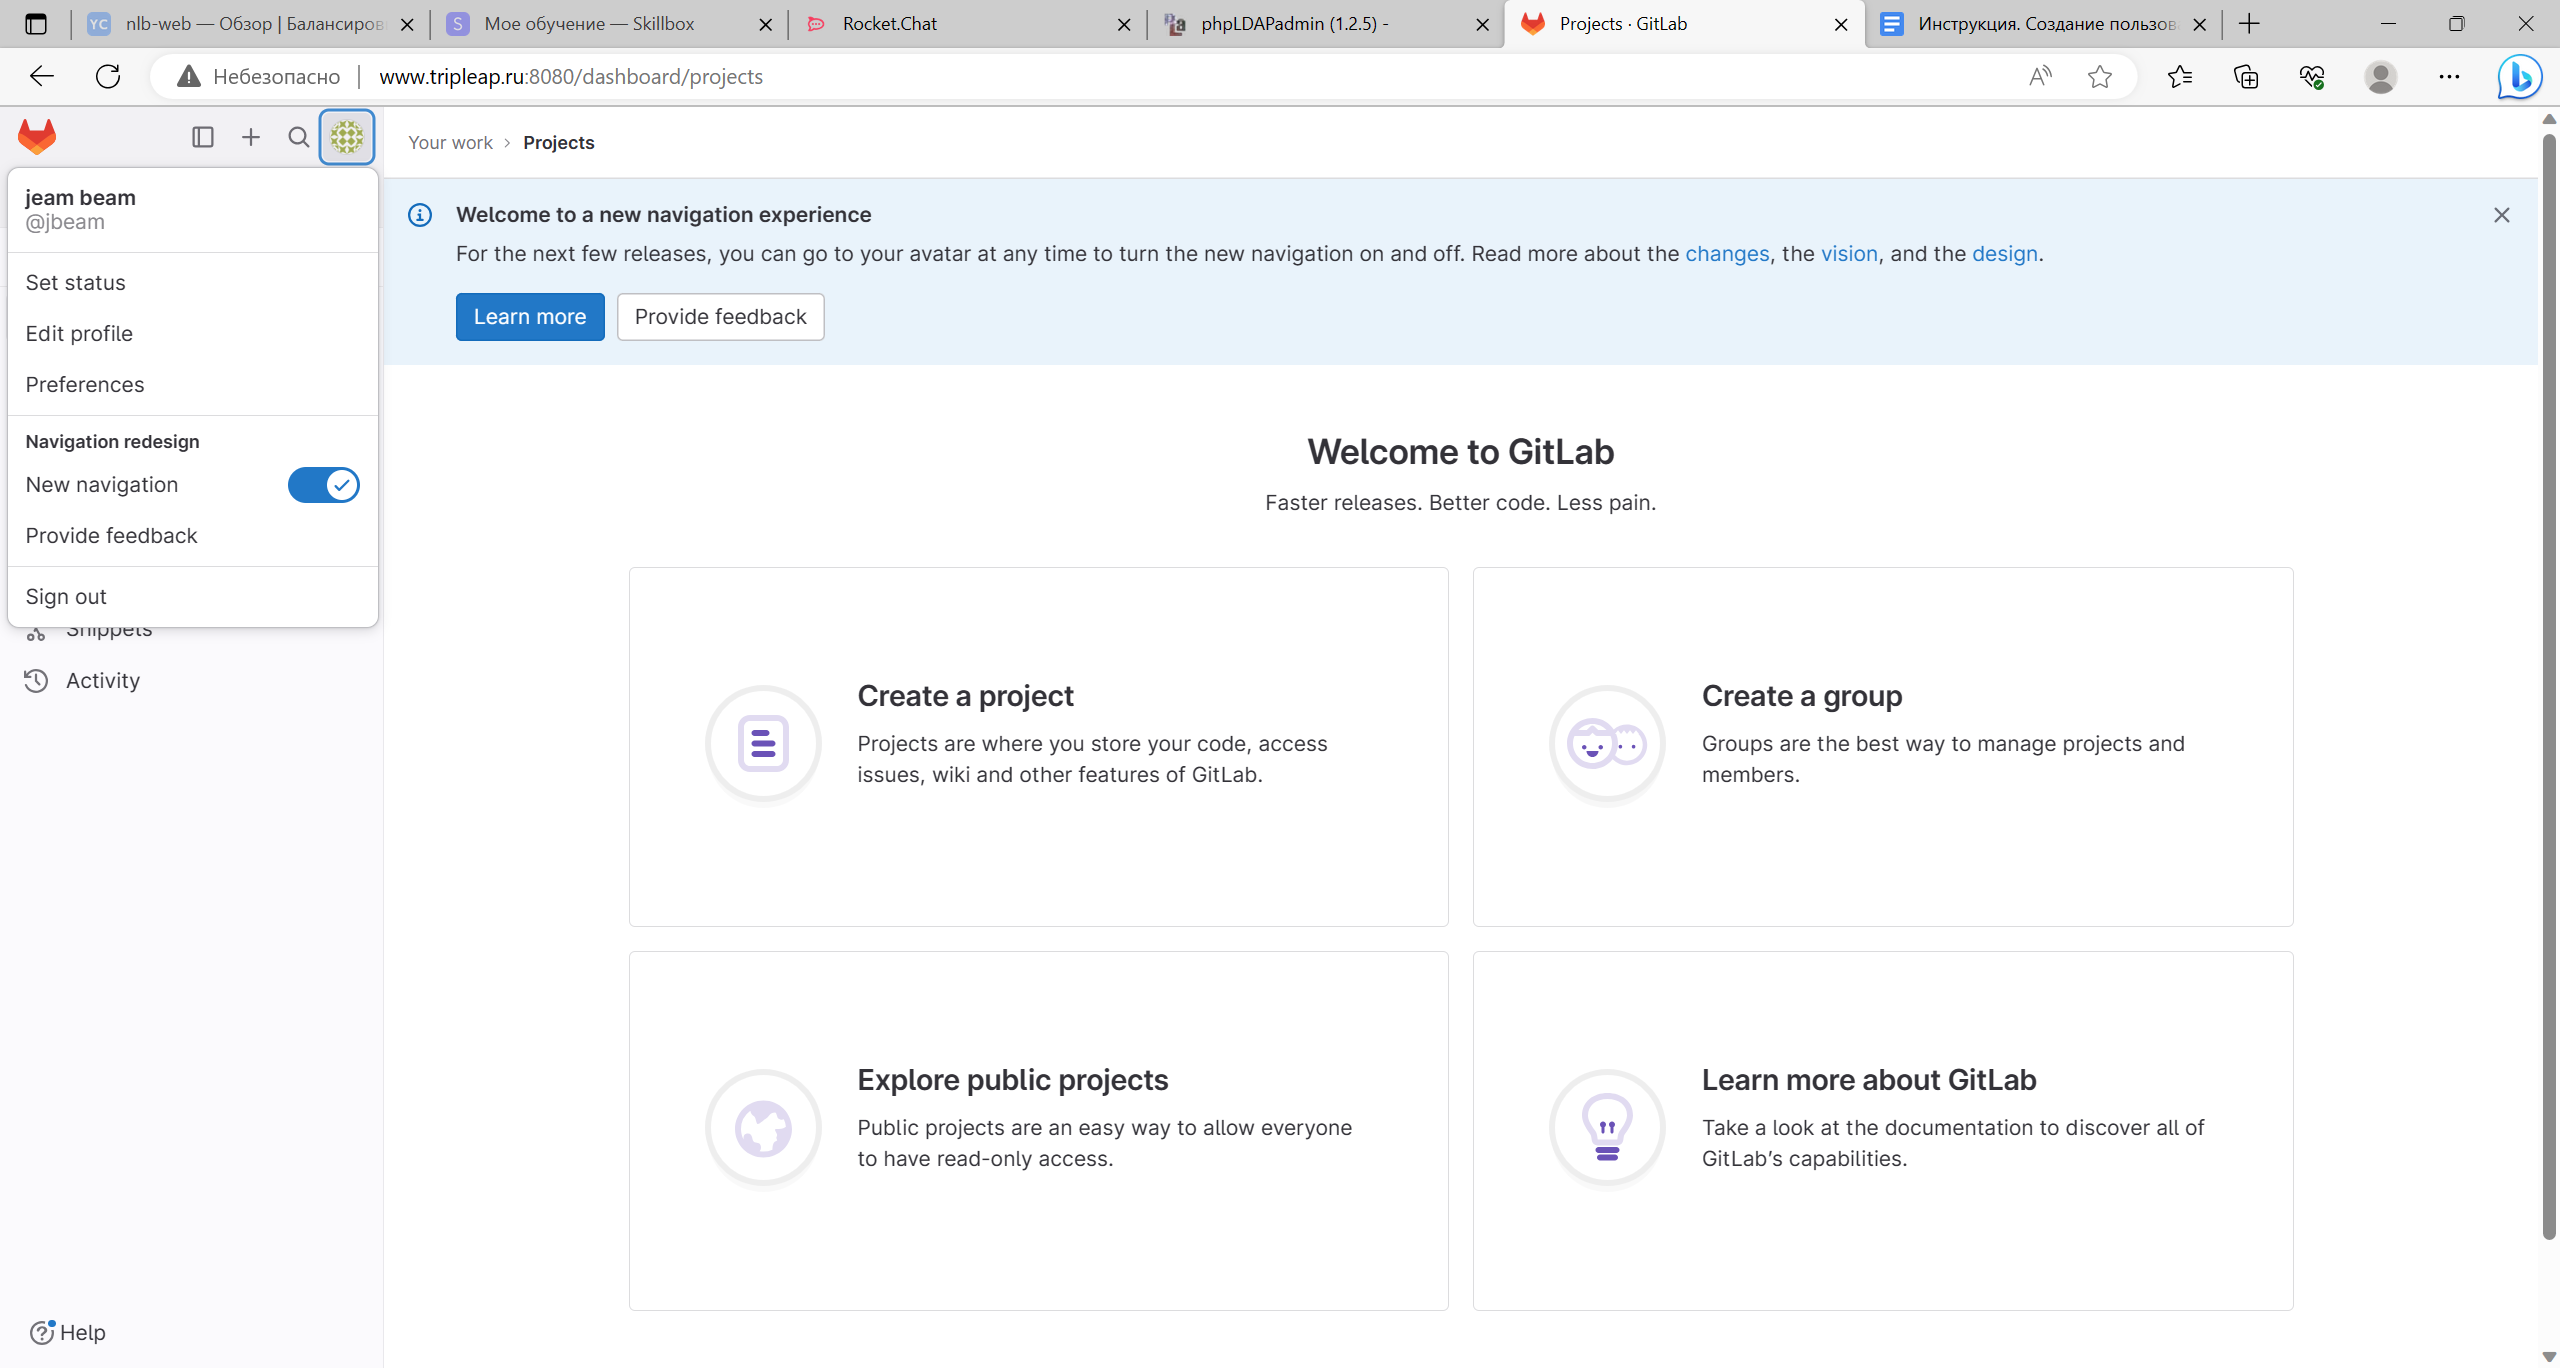 nlb-web — Обзор | Балансиров
Мое обучение — Skillbox
Rocket.Chat
phpLDAPadmin (1.2.5) -
Projects · GitLab
Инструкция. Создание пользов
Небезопасно
www.tripleap.ru:8080/dashboard/projects
jeam beam
@jbeam
Set status
Edit profile
Preferences
Navigation redesign
New navigation
Provide feedback
Sign out
Snippets
Activity
Help
Your work › Projects
Welcome to a new navigation experience
For the next few releases, you can go to your avatar at any time to turn the new navigation on and off. Read more about the changes, the vision, and the design.
Learn more
Provide feedback
Welcome to GitLab
Faster releases. Better code. Less pain.
Create a project
Projects are where you store your code, access
issues, wiki and other features of GitLab.
Create a group
Groups are the best way to manage projects and
members.
Explore public projects
Public projects are an easy way to allow everyone
to have read-only access.
Learn more about GitLab
Take a look at the documentation to discover all of
GitLab's capabilities.